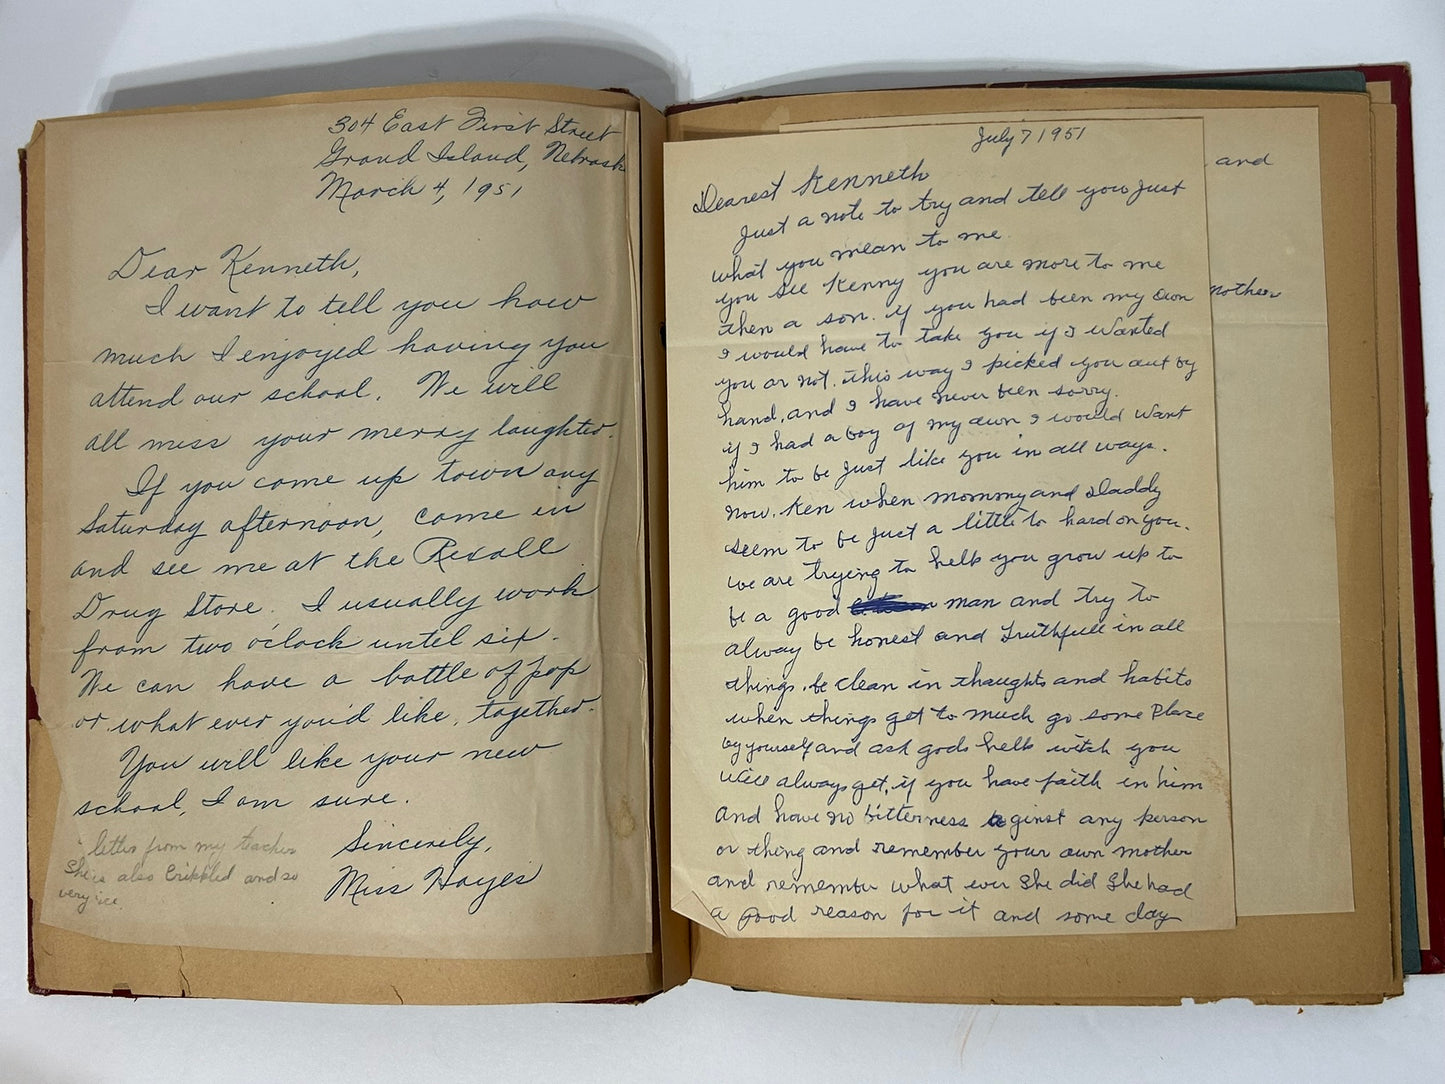 304 East First Street
Grand Island, Nebrask
March 4, 1951
Dear Kenneth,
I want to tell you how
much I enjoyed having you
attend our school. We will
all miss your merry laughter.
If you come up town any
Saturday afternoon, come in
and see me at the Rexall
Drug Store. I usually work
from two o'clock until six.
We can have a bottle of pop
or what ever you'd like, together.
You will like your new
school, I am sure.
Sincerely,
Miss Hayes
letter from my teacher
She is also Crikkled and so
very
July 7 1951
Dearest Kenneth
Just a note to try and tell you just
what you mean to me.
you see Kenny you are more to me
then a son. if you had been my own
I would have to take you if I wanted
you or not. this way I picked you out by
hand, and I have never been sorry.
if I had a boy of my own I would want
him to be just like you in all ways.
now. Ken when mommy and Daddy
seem to be just a little to hard on you.
we are trying to help you grow up to
be a good man and try to
alway be honest and truthfull in all
things. be clean in thoughts and habits
when things get to much go some place
by yourself and ask gods help witch you
will always get, if you have faith in him
and have no bitterness aginst any person
or thing and remember your own mother
and remember what ever she did she had
a good reason for it and some day
and
mother